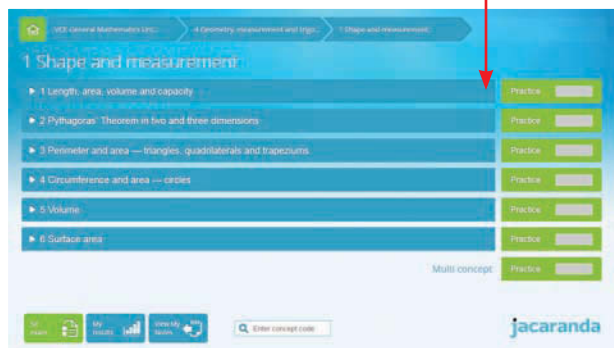 VCE General Mathematics Uni...
4 Geometry, measurement and trigo...
1 Shape and measurement...
1 Shape and measurement
1 Length, area, volume and capacity Practice
2 Pythagoras' Theorem in two and three dimensions Practice
3 Perimeter and area — triangles, quadrilaterals and trapeziums Practice
4 Circumference and area — circles Practice
5 Volume Practice
6 Surface area Practice
Multi concept Practice
My
Results
View My
Notes
Enter concept code
jacaranda